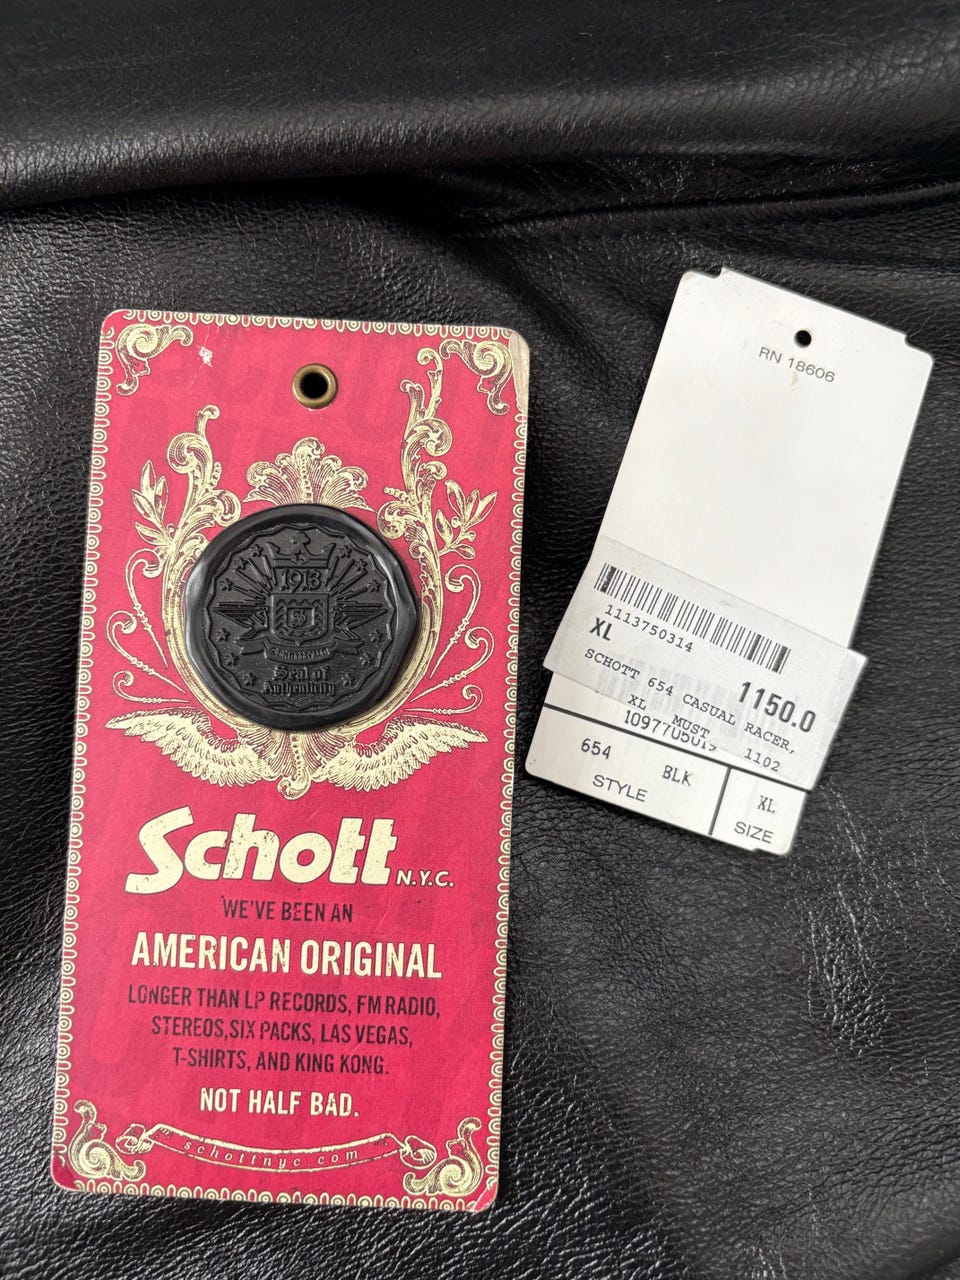 1913
Seal of
Authenticity
Schott N.Y.C.
WE'VE BEEN AN
AMERICAN ORIGINAL
LONGER THAN LP RECORDS, FM RADIO,
STEREOS, SIX PACKS, LAS VEGAS,
T-SHIRTS, AND KING KONG.
NOT HALF BAD.
schottnyc.com
RN 18606
1113750314
XL
1150.0
SCHOTT 654 CASUAL RACER,
XL MUST 1102
654 BLK XL
STYLE SIZE